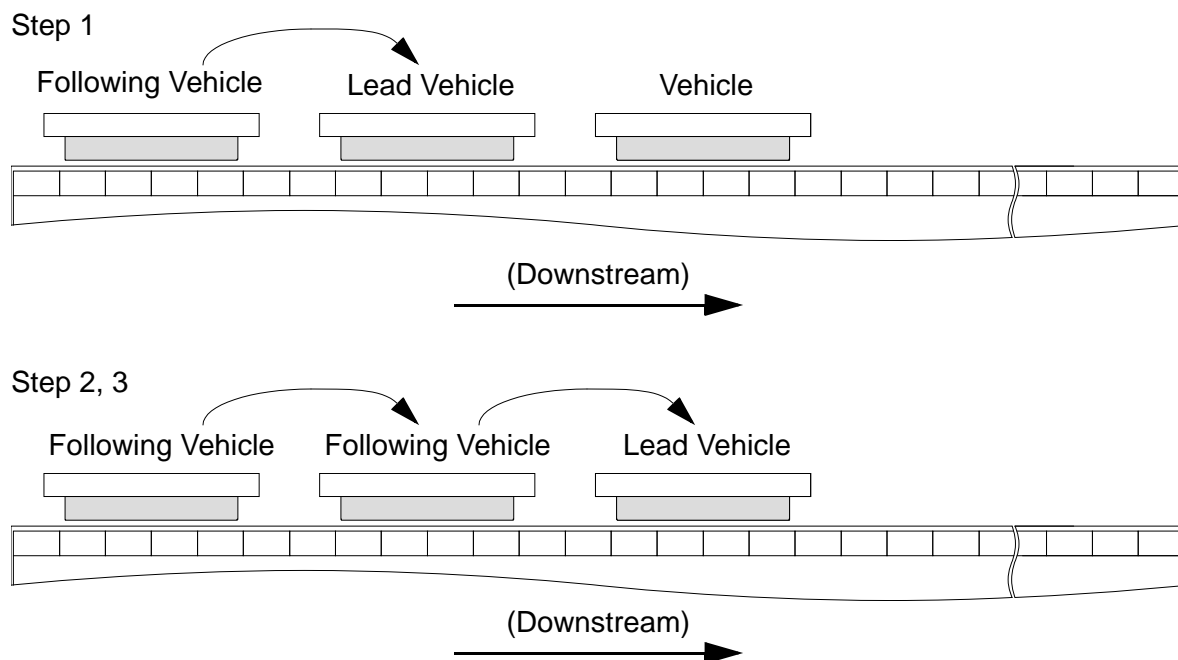 Step 1
Following Vehicle
Lead Vehicle
Vehicle
(Downstream)
Step 2, 3
Following Vehicle
Following Vehicle
Lead Vehicle
(Downstream)